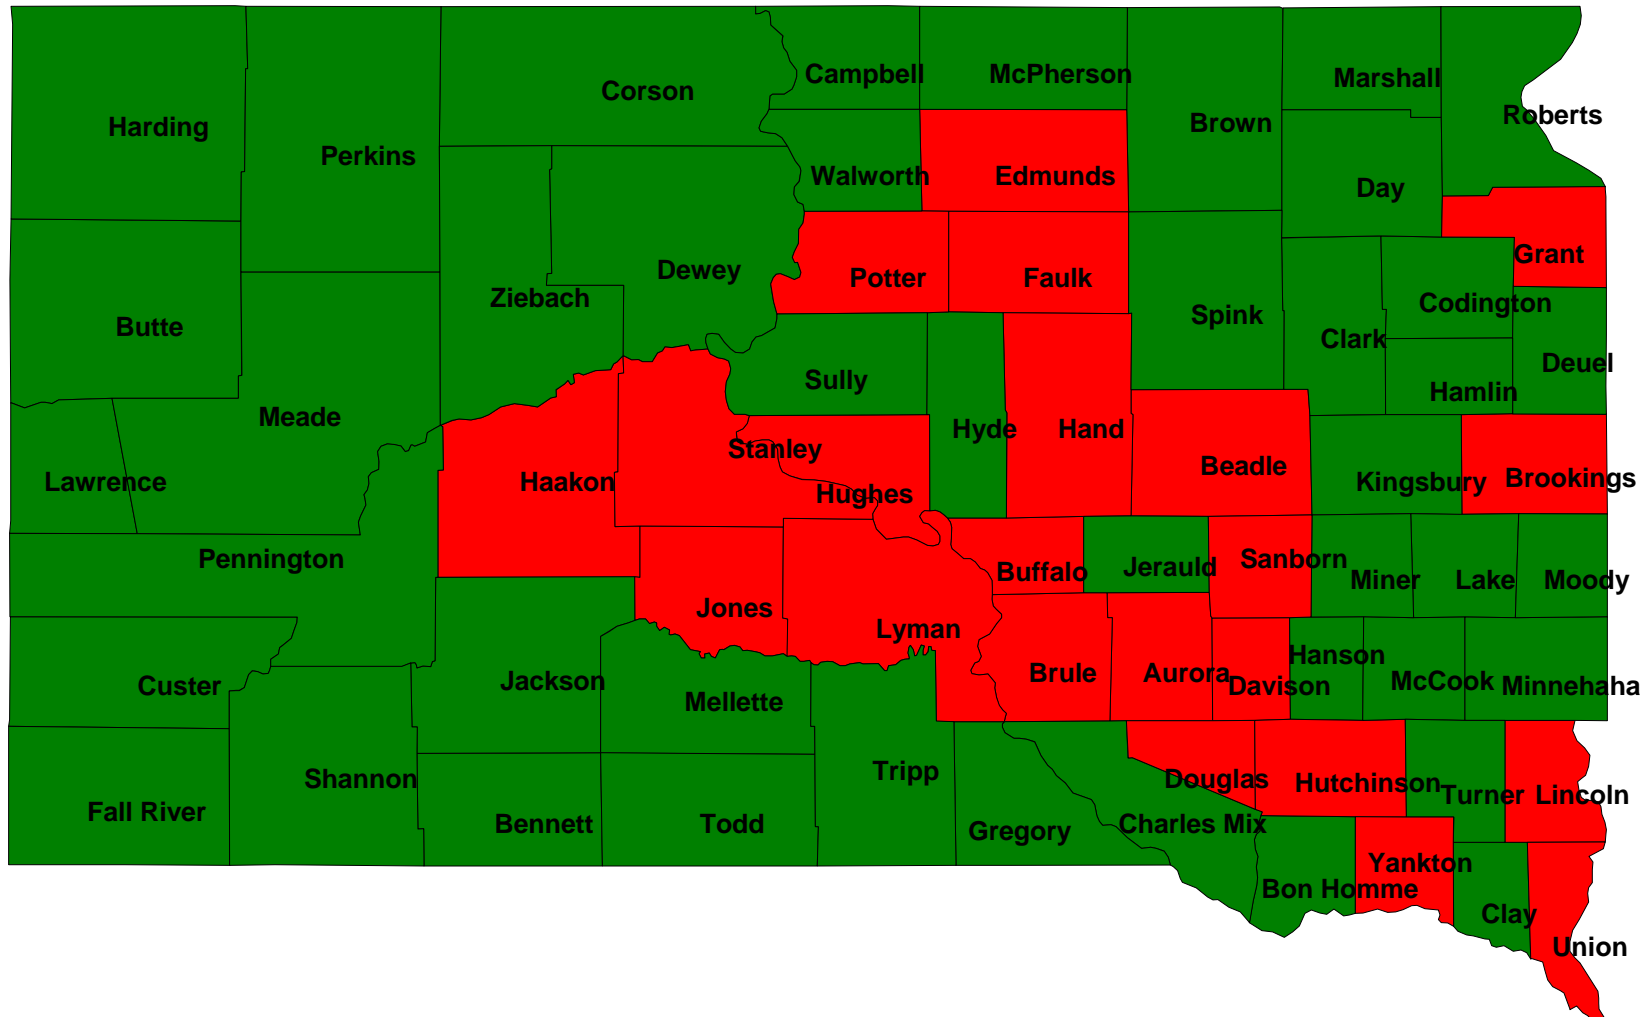 Campbell
McPherson
Marshall
Corson
Roberts
Brown
Harding
Perkins
Walworth
Edmunds
Day
Grant
Dewey
Potter
Faulk
Ziebach
Codington
Spink
Butte
Clark
Deuel
Sully
Hamlin
Meade
Hyde
Hand
Stanley
Beadle
Brookings
Lawrence
Haakon
Kingsbury
Hughes
Pennington
Sanborn
Jerauld
Buffalo
Miner
Lake
Moody
Jones
Lyman
Hanson
Brule
Aurora
Jackson
McCook
Custer
Davison
Minnehaha
Mellette
Tripp
Shannon
Douglas
Hutchinson
Turner
Lincoln
Fall River
Bennett
Todd
Charles Mix
Gregory
Yankton
Bon Homme
Clay
Union